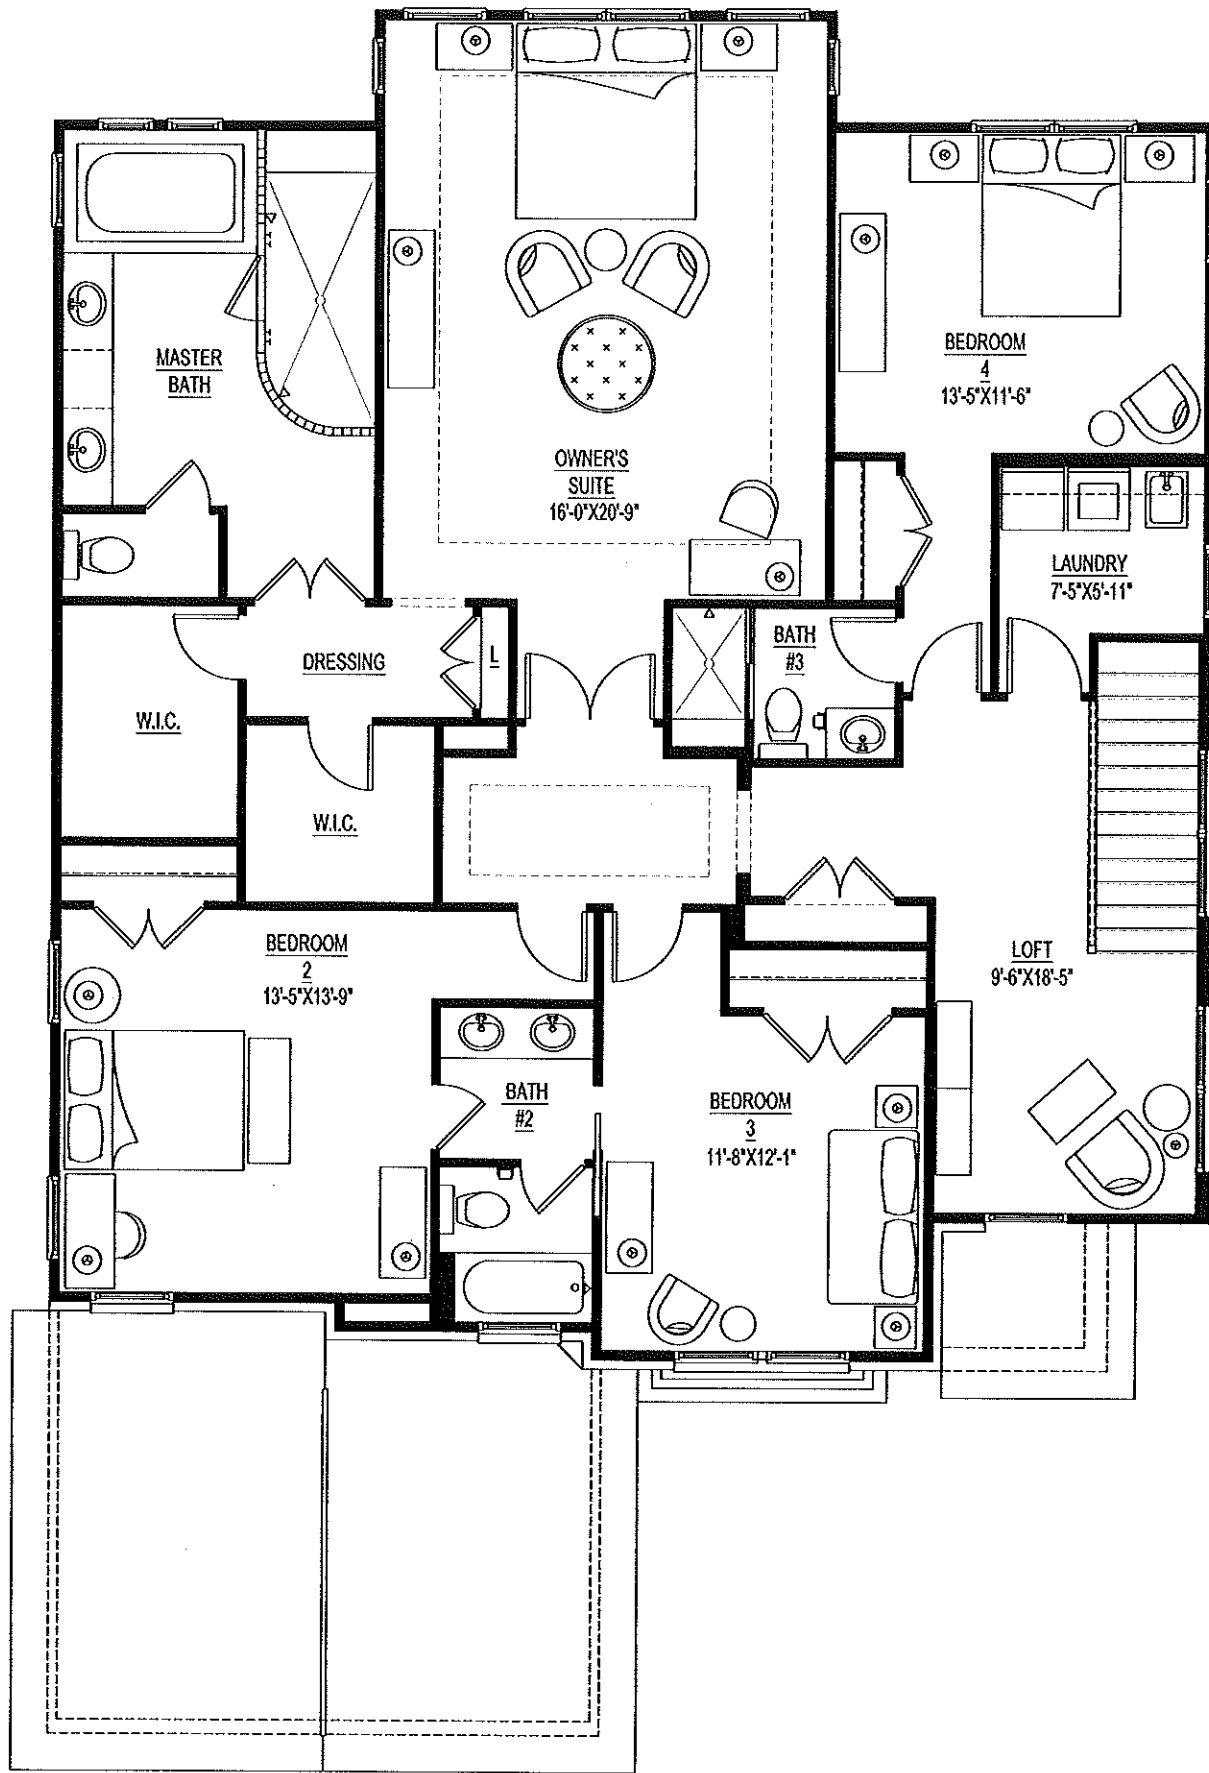 MASTER
BATH
OWNER'S
SUITE
16'-0"X20'-9"
BEDROOM
4
13'-5"X11'-6"
LAUNDRY
7'-5"X5'-11"
DRESSING
L
BATH
#3
W.I.C.
W.I.C.
BEDROOM
2
13'-5"X13'-9"
LOFT
9'-6"X18'-5"
BATH
#2
BEDROOM
3
11'-8"X12'-1"